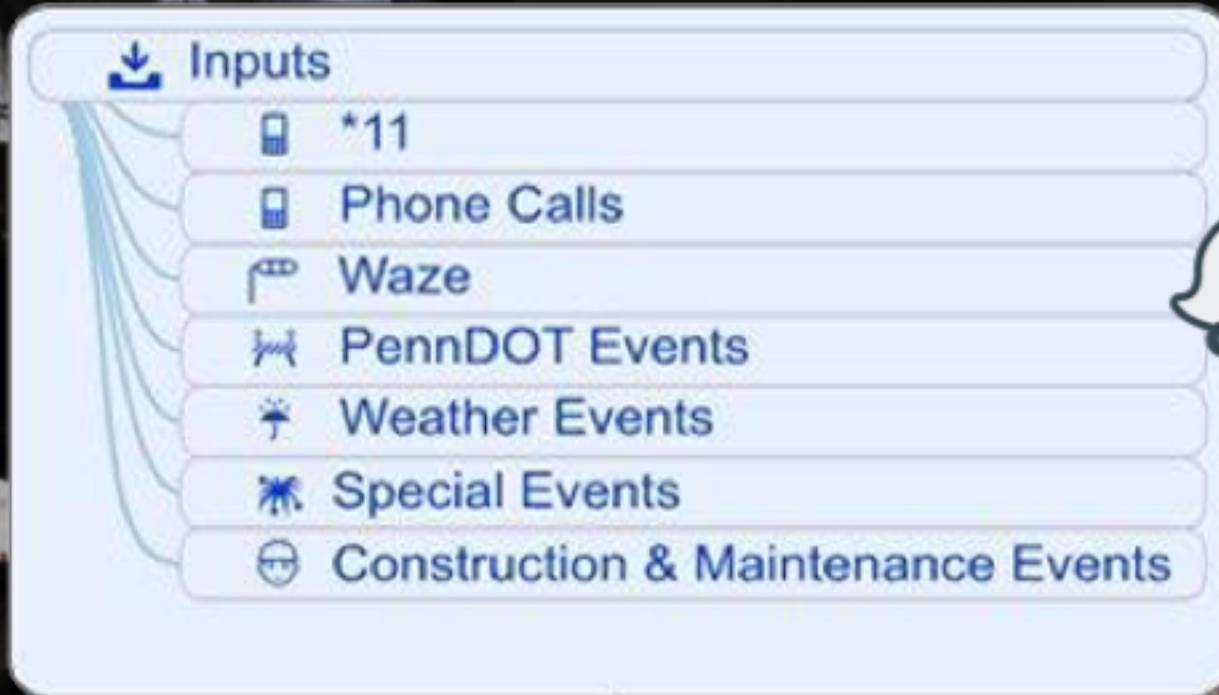 Inputs
*11
Phone Calls
Waze
PennDOT Events
Weather Events
Special Events
Construction & Maintenance Events